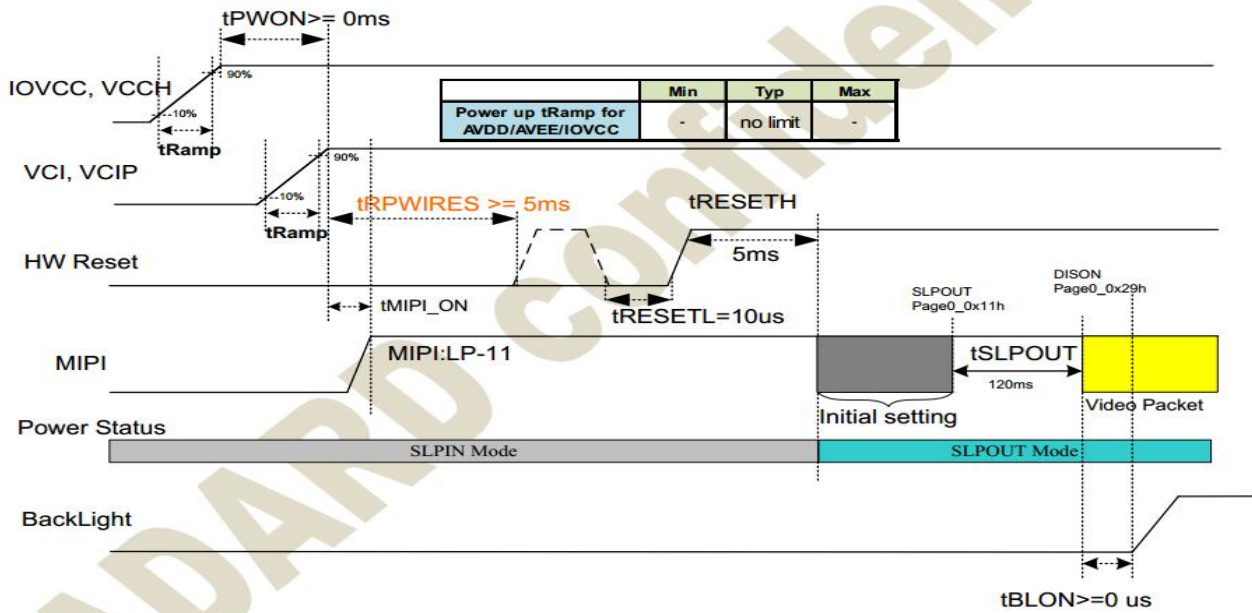 tPWON>= 0ms
90%
IOVCC, VCCH
10%
tRamp
Min Typ Max
Power up tRamp for AVDD/AVEE/IOVCC - no limit -
90%
VCI, VCIP
10%
tRamp
tRPWIRES >= 5ms
tRESETH
5ms
HW Reset
tMIPI_ON
tRESETL=10us
SLPOUT
Page0_0x11h
DISON
Page0_0x29h
MIPI
MIPI:LP-11
tSLPOUT
120ms
Initial setting
Video Packet
Power Status
SLPIN Mode
SLPOUT Mode
BackLight
tBLON>=0 us
ADARD confiden